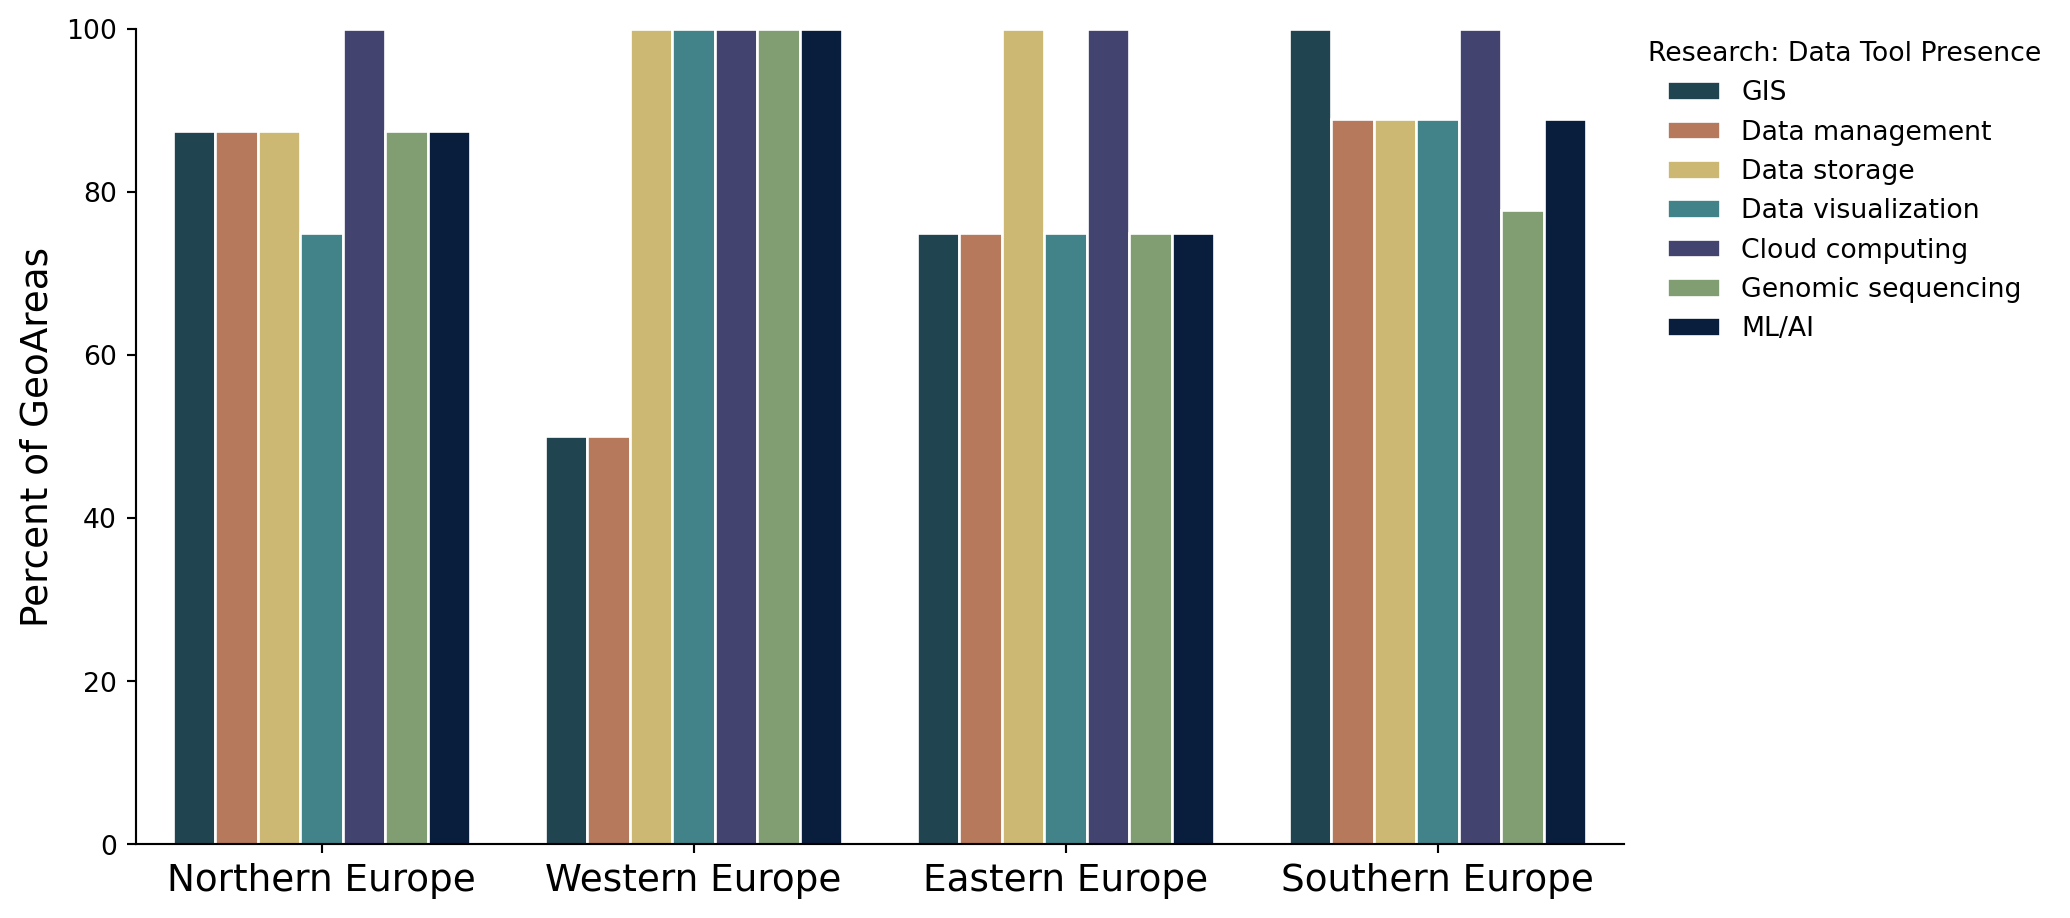 Percent of GeoAreas
100
80
60
40
20
0
Northern Europe
Western Europe
Eastern Europe
Southern Europe
Research: Data Tool Presence
GIS
Data management
Data storage
Data visualization
Cloud computing
Genomic sequencing
ML/AI